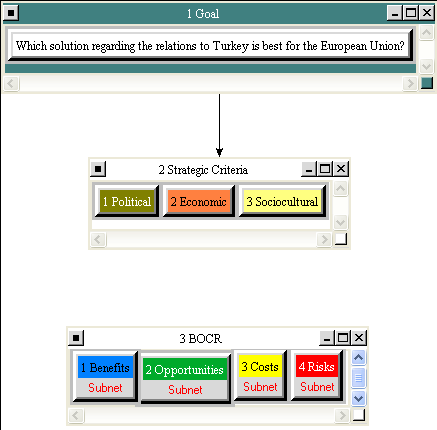 1 Goal
Which solution regarding the relations to Turkey is best for the European Union?
2 Strategic Criteria
1 Political 2 Economic 3 Sociocultural
3 BOCR
1 Benefits 2 Opportunities 3 Costs 4 Risks
Subnet Subnet Subnet Subnet